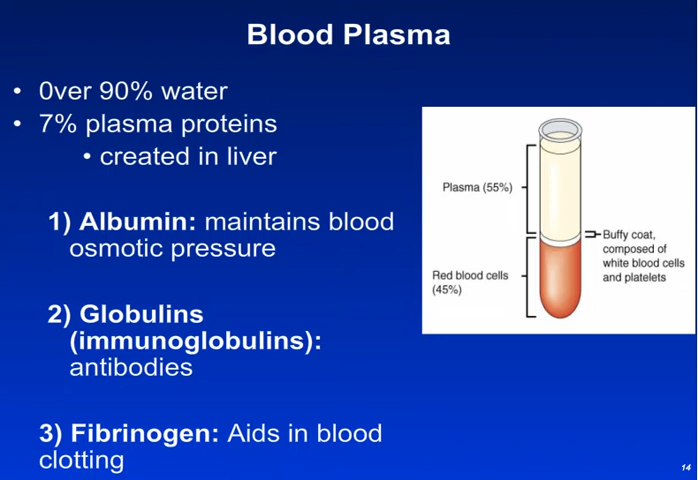 Blood Plasma
• 0ver 90% water
• 7% plasma proteins
• created in liver
1) Albumin: maintains blood
osmotic pressure
2) Globulins
(immunoglobulins):
antibodies
3) Fibrinogen: Aids in blood
clotting
Plasma (55%)
Red blood cells
(45%)
Buffy coat,
composed of
white blood cells
and platelets
14